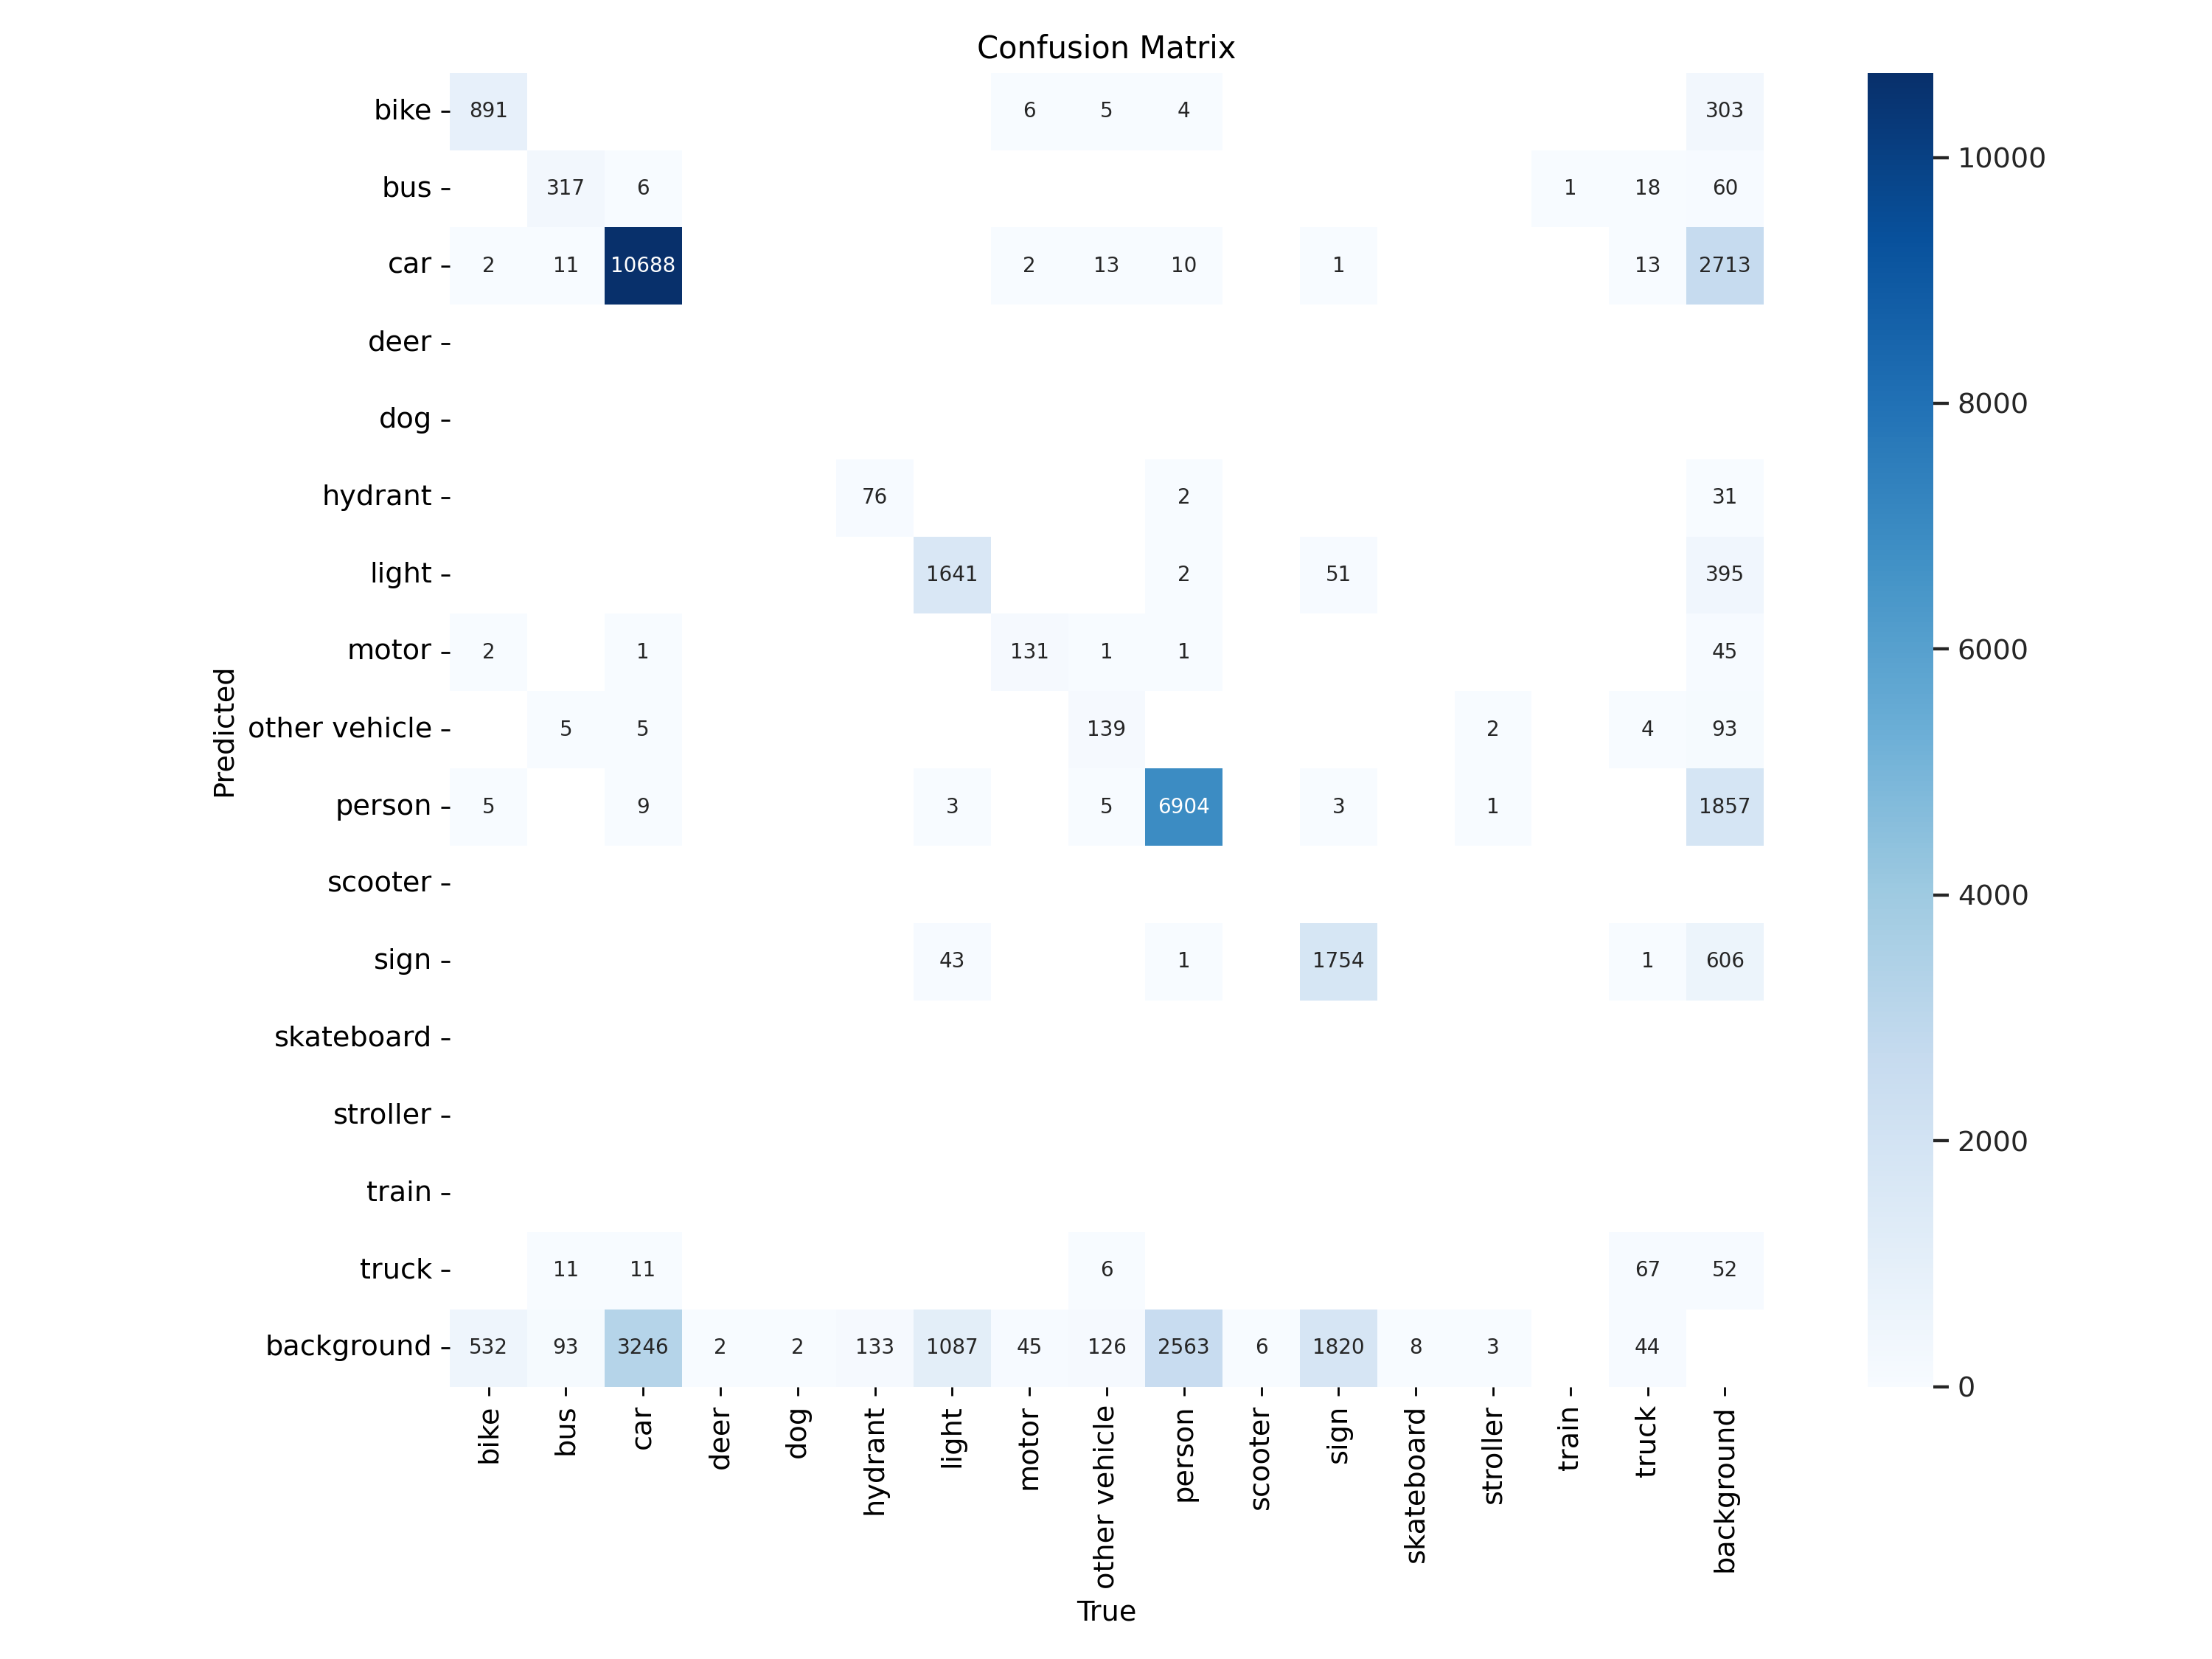 Confusion Matrix
bike 891 6 5 4 303
bus 317 6 1 18 60
car 2 11 10688 2 13 10 1 13 2713
deer
dog
hydrant 76 2 31
light 1641 2 51 395
motor 2 1 131 1 1 45
other vehicle 5 5 139 2 4 93
person 5 9 3 5 6904 3 1 1857
scooter
sign 43 1 1754 1 606
skateboard
stroller
train
truck 11 11 6 67 52
background 532 93 3246 2 2 133 1087 45 126 2563 6 1820 8 3 44
bike bus car deer dog hydrant light motor other vehicle person scooter sign skateboard stroller train truck background
True
Predicted
10000
8000
6000
4000
2000
0